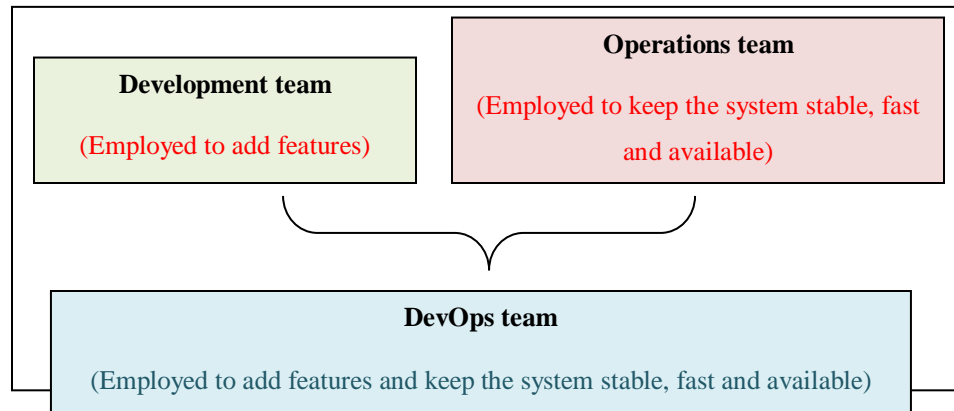 Development team
(Employed to add features)
Operations team
(Employed to keep the system stable, fast
and available)
DevOps team
(Employed to add features and keep the system stable, fast and available)